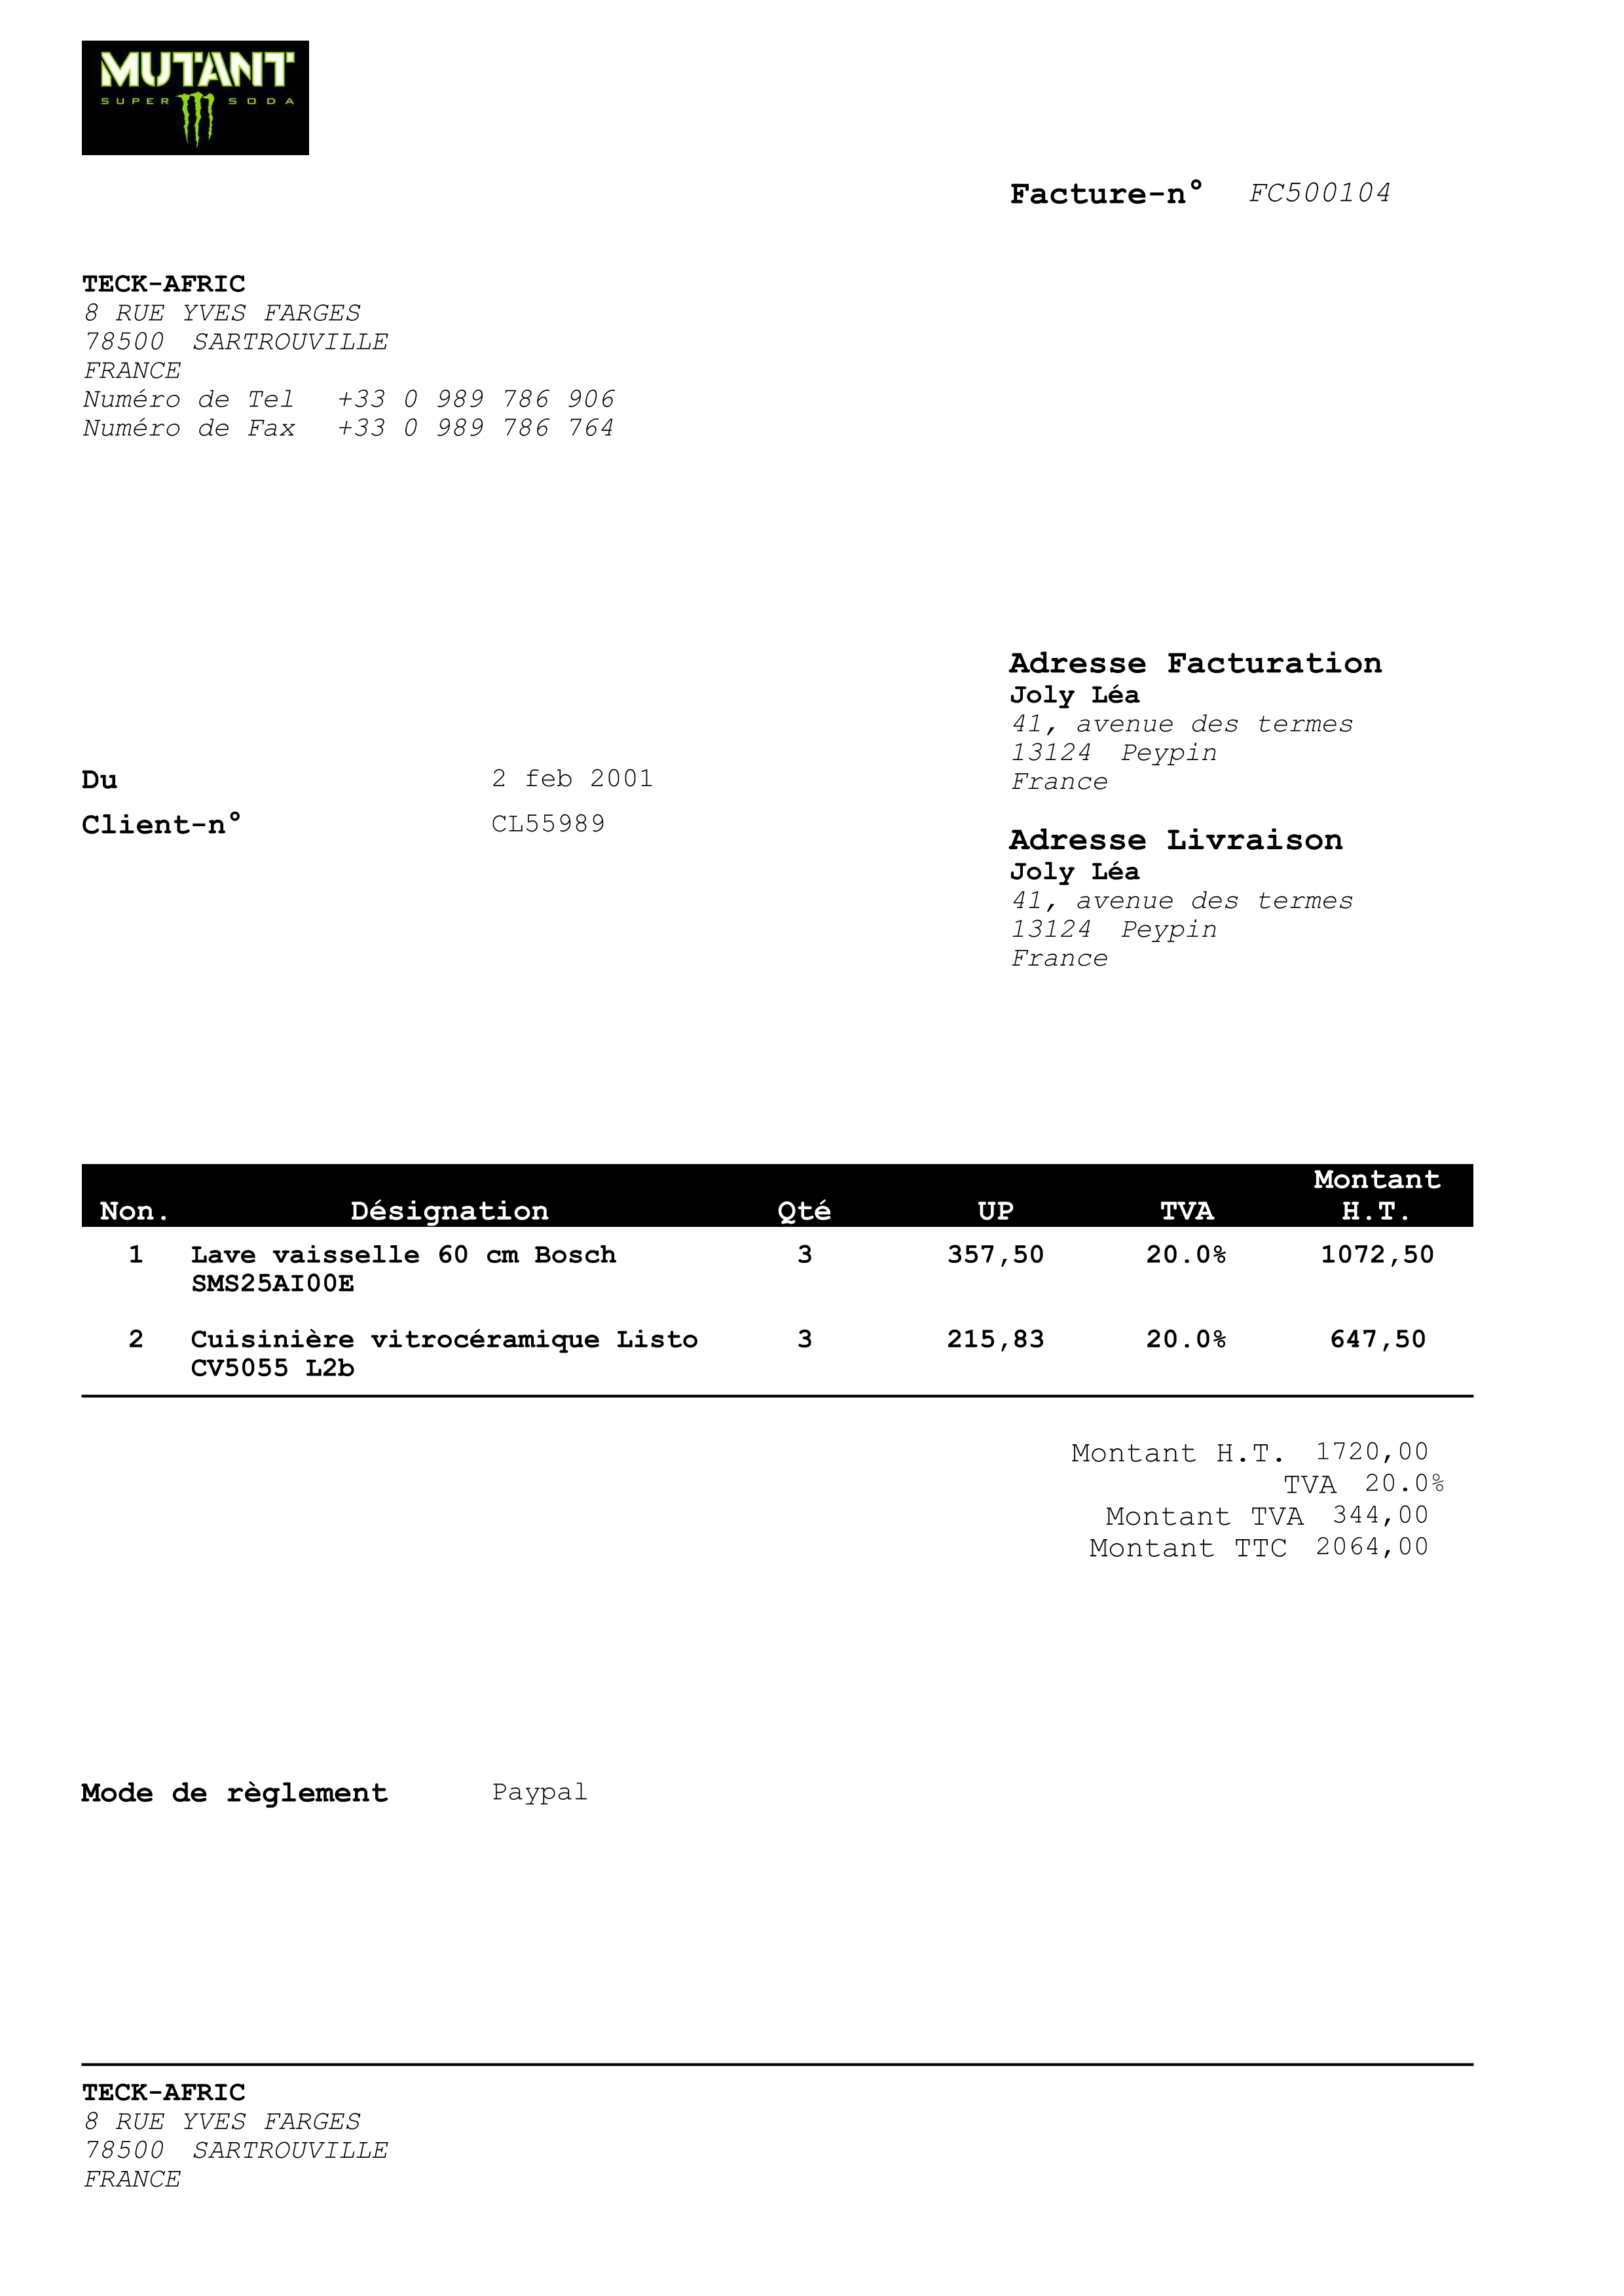 MUTANT
SUPER SODA
Facture-n° FC500104
TECK-AFRIC
8 RUE YVES FARGES
78500 SARTROUVILLE
FRANCE
Numéro de Tel +33 0 989 786 906
Numéro de Fax +33 0 989 786 764
Adresse Facturation
Joly Léa
41, avenue des termes
13124 Peypin
France
Du 2 feb 2001
Client-n° CL55989
Adresse Livraison
Joly Léa
41, avenue des termes
13124 Peypin
France
Non. Désignation Qté UP TVA Montant H.T.
1 Lave vaisselle 60 cm Bosch 3 357,50 20.0% 1072,50
SMS25AI00E
2 Cuisinière vitrocéramique Listo 3 215,83 20.0% 647,50
CV5055 L2b
Montant H.T. 1720,00
TVA 20.0%
Montant TVA 344,00
Montant TTC 2064,00
Mode de règlement Paypal
TECK-AFRIC
8 RUE YVES FARGES
78500 SARTROUVILLE
FRANCE